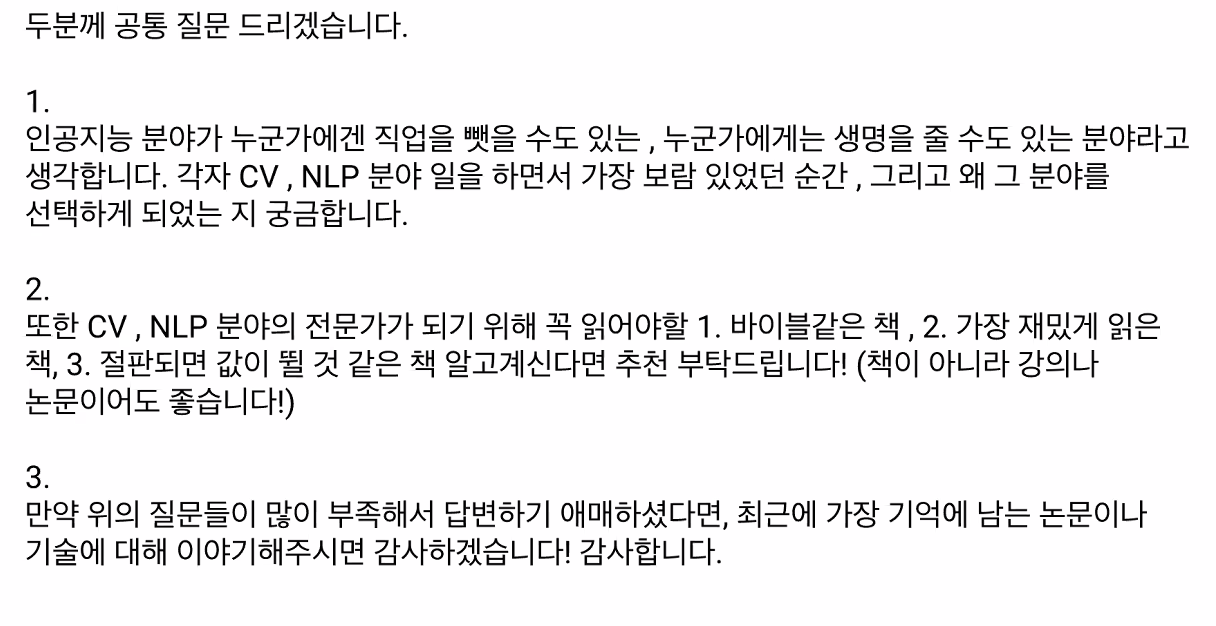 두분께 공통 질문 드리겠습니다.
1.
인공지능 분야가 누군가에겐 직업을 뺏을 수도 있는 , 누군가에게는 생명을 줄 수도 있는 분야라고
생각합니다. 각자 CV , NLP 분야 일을 하면서 가장 보람 있었던 순간 , 그리고 왜 그 분야를
선택하게 되었는 지 궁금합니다.
2.
또한 CV , NLP 분야의 전문가가 되기 위해 꼭 읽어야할 1. 바이블같은 책 , 2. 가장 재밌게 읽은
책, 3. 절판되면 값이 뛸 것 같은 책 알고계신다면 추천 부탁드립니다! (책이 아니라 강의나
논문이어도 좋습니다!)
3.
만약 위의 질문들이 많이 부족해서 답변하기 애매하셨다면, 최근에 가장 기억에 남는 논문이나
기술에 대해 이야기해주시면 감사하겠습니다! 감사합니다.